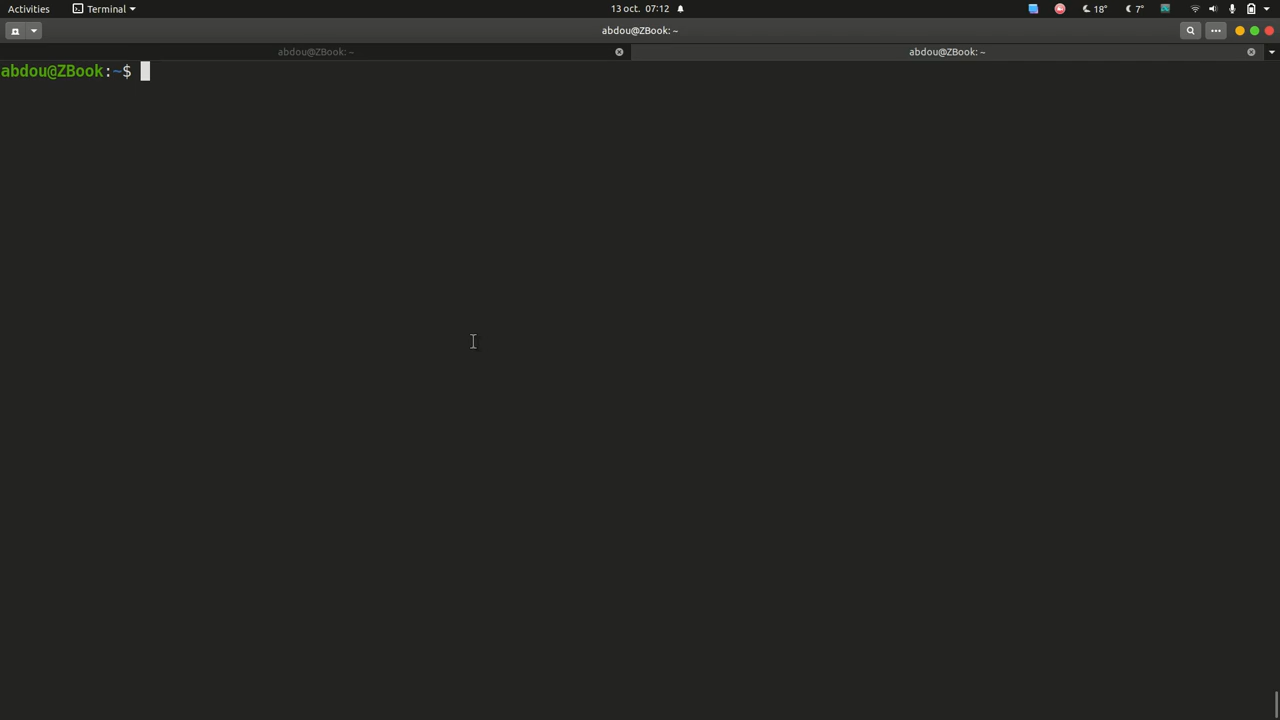 Activities Terminal 13 oct. 07:12 18° 7°
abdou@ZBook: ~
abdou@ZBook: ~ abdou@ZBook: ~
abdou@ZBook:~$